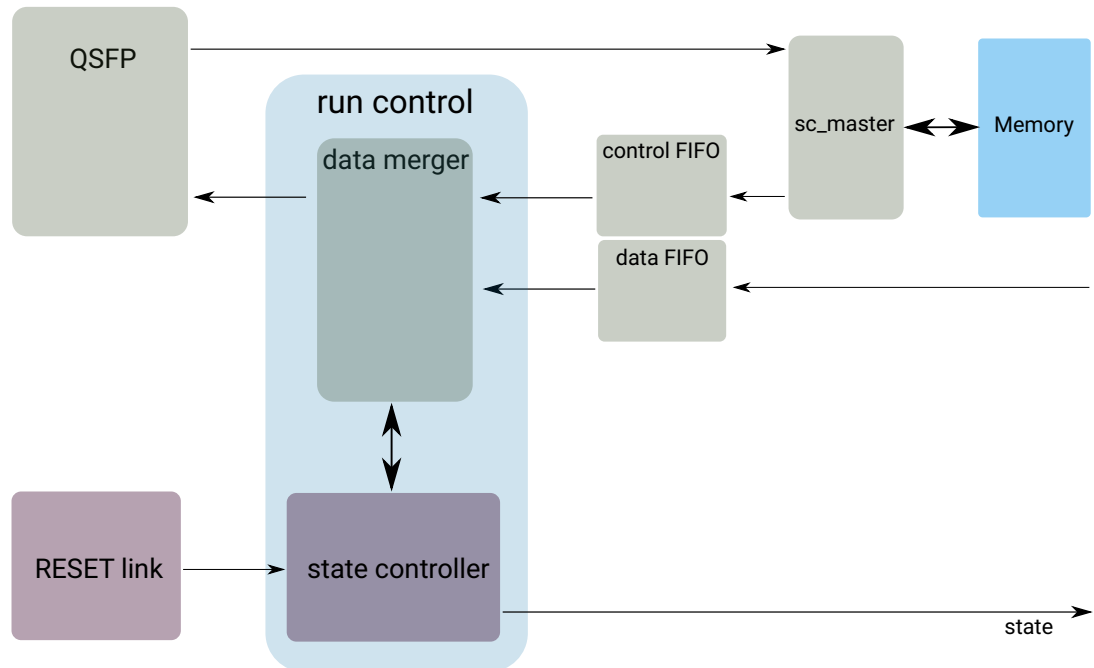 QSFP
run control
data merger
control FIFO
sc_master
Memory
data FIFO
RESET link
state controller
state